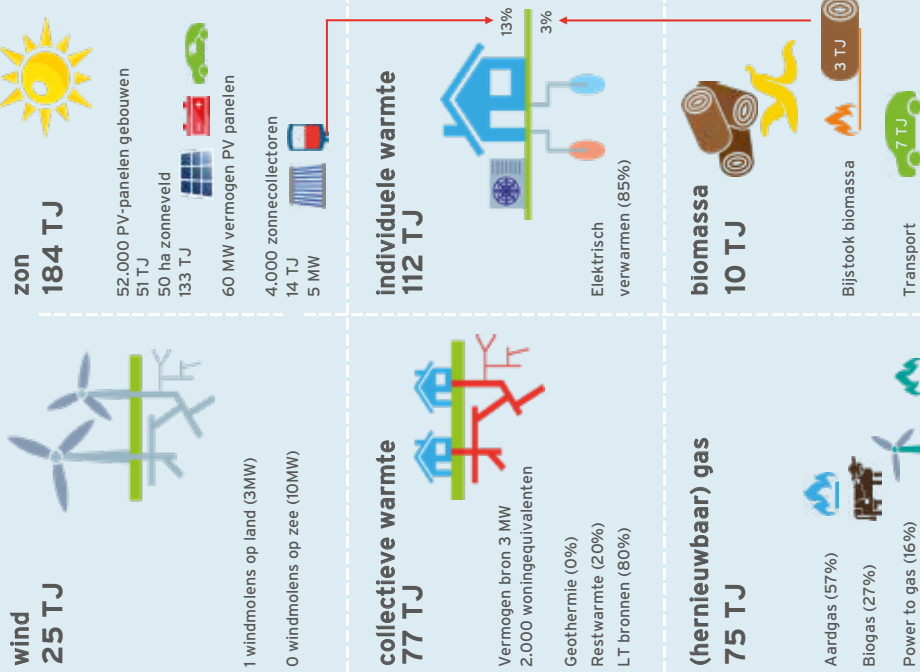 wind
25 TJ
1 windmolens op land (3MW)
0 windmolens op zee (10MW)
zon
184 TJ
52.000 PV-panelen gebouwen
51 TJ
50 ha zonneveld
133 TJ
60 MW vermogen PV panelen
4.000 zonnecollectoren
14 TJ
5 MW
collectieve warmte
77 TJ
Vermogen bron 3 MW
2.000 woningequivalenten
Geothermie (0%)
Restwarmte (20%)
LT bronnen (80%)
individuele warmte
112 TJ
13%
3%
Elektrisch
verwarmen (85%)
(hernieuwbaar) gas
75 TJ
Aardgas (57%)
Biogas (27%)
Power to gas (16%)
biomassa
10 TJ
Bijstook biomassa
3 TJ
Transport
7 TJ